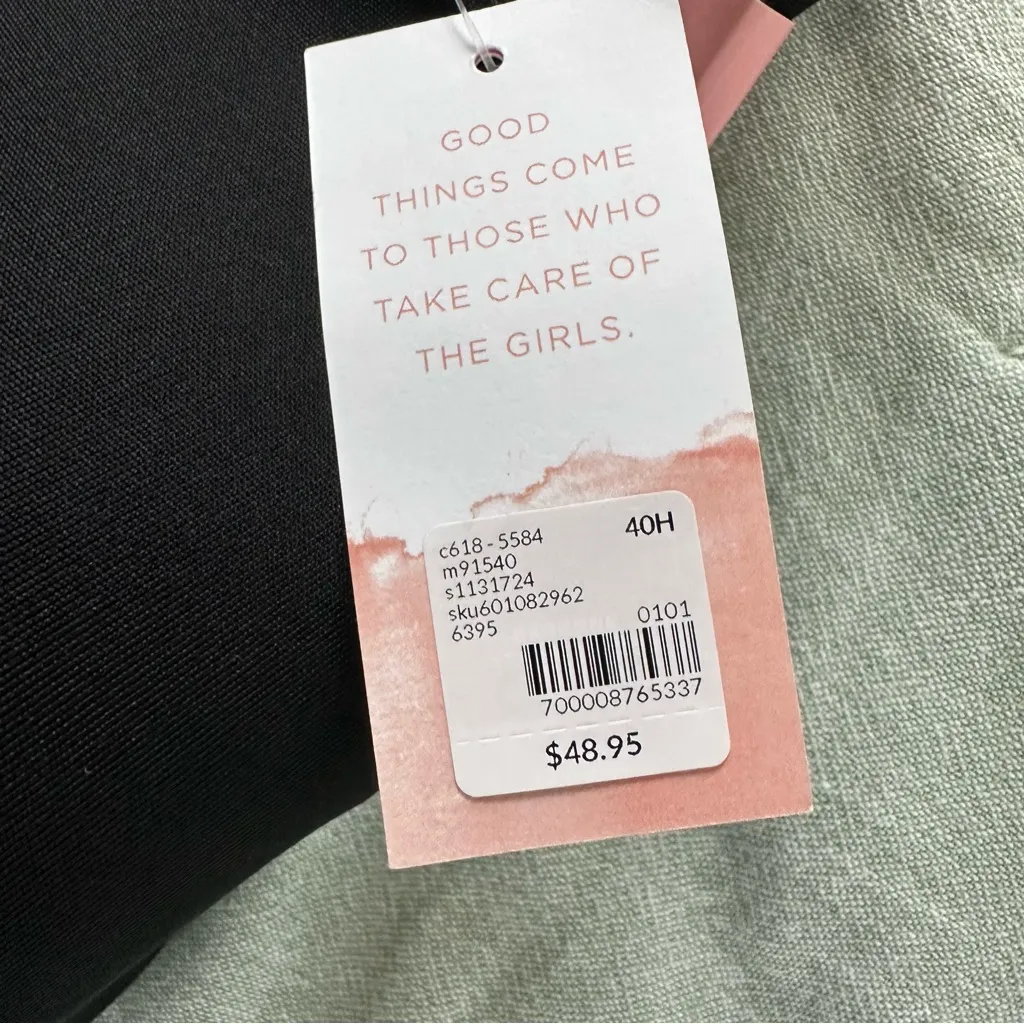 GOOD
THINGS COME
TO THOSE WHO
TAKE CARE OF
THE GIRLS.
c618-5584
40H
m91540
s1131724
sku601082962
6395
0101
700008765337
$48.95